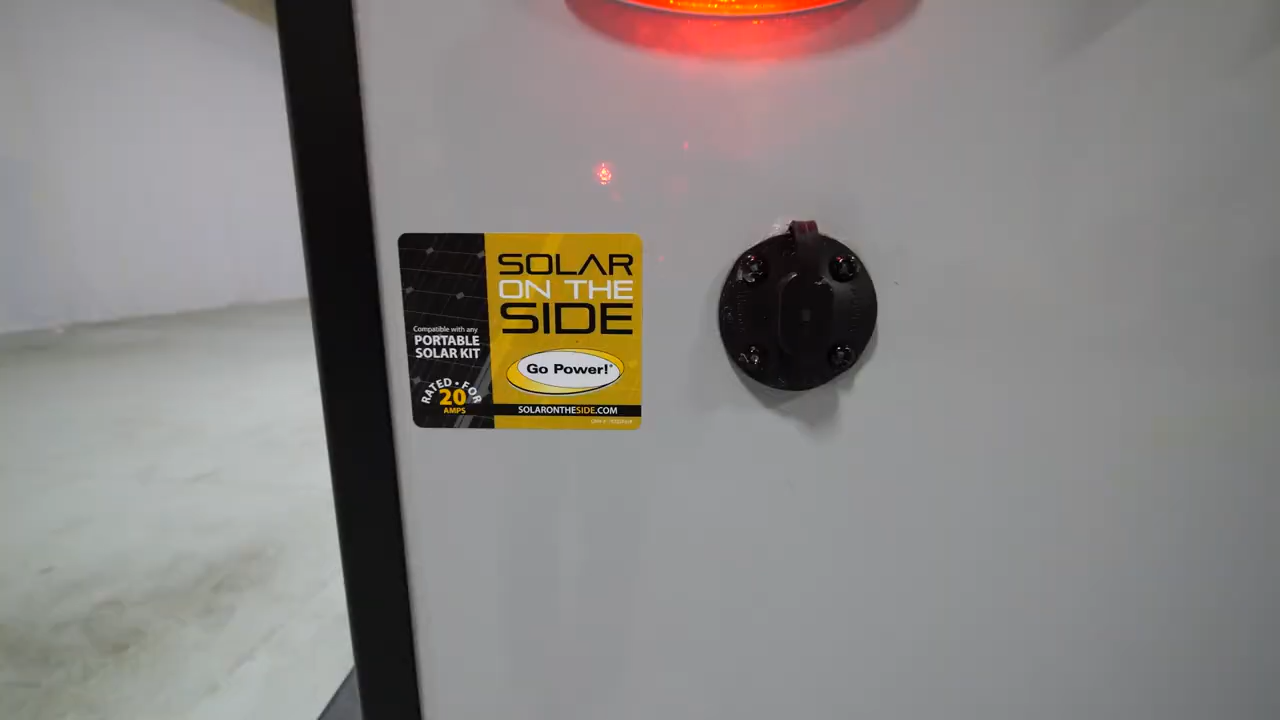 SOLAR
ON THE
SIDE
Compatible with any
PORTABLE
SOLAR KIT
Go Power!
RATED • FOR
20
AMPS
SOLARONTHESIDE.COM